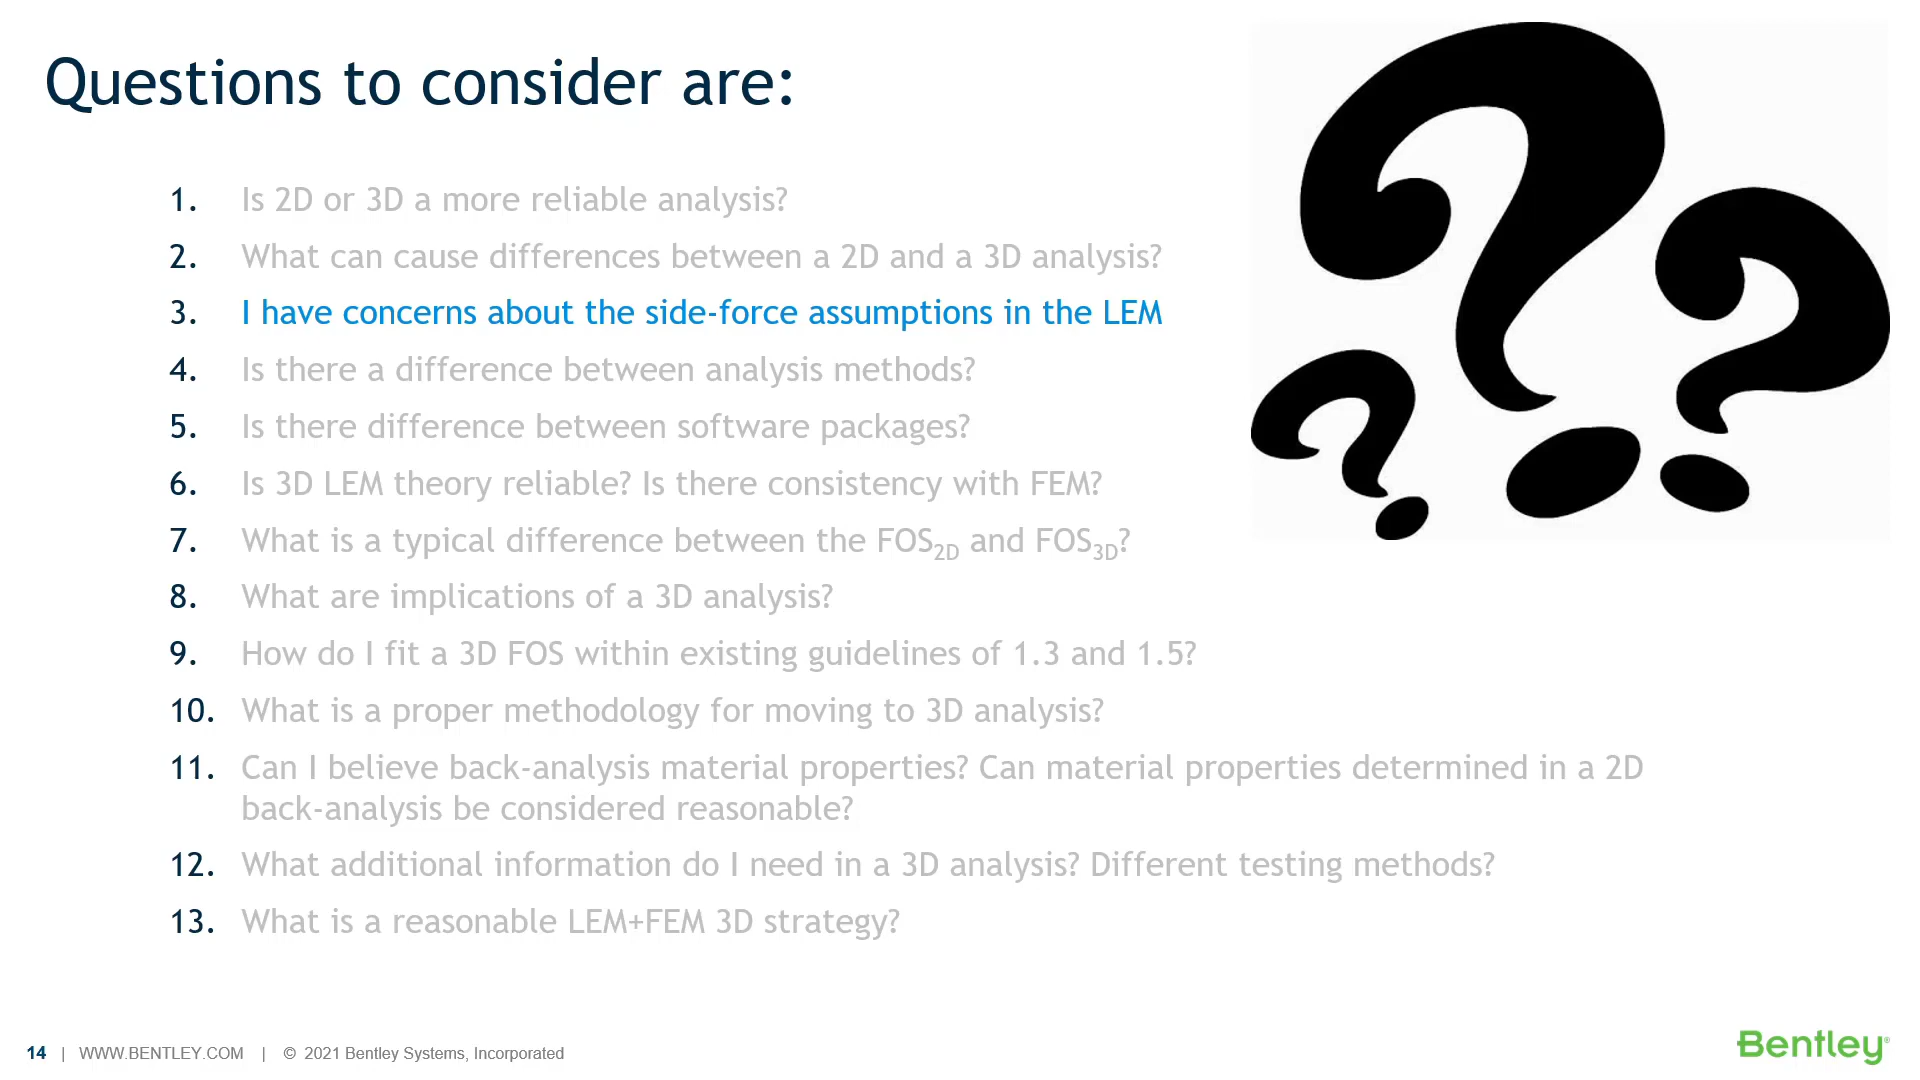 Questions to consider are:
1. Is 2D or 3D a more reliable analysis?
2. What can cause differences between a 2D and a 3D analysis?
3. I have concerns about the side-force assumptions in the LEM
4. Is there a difference between analysis methods?
5. Is there difference between software packages?
6. Is 3D LEM theory reliable? Is there consistency with FEM?
7. What is a typical difference between the FOS2D and FOS3D?
8. What are implications of a 3D analysis?
9. How do I fit a 3D FOS within existing guidelines of 1.3 and 1.5?
10. What is a proper methodology for moving to 3D analysis?
11. Can I believe back-analysis material properties? Can material properties determined in a 2D
back-analysis be considered reasonable?
12. What additional information do I need in a 3D analysis? Different testing methods?
13. What is a reasonable LEM+FEM 3D strategy?
14 | WWW.BENTLEY.COM | © 2021 Bentley Systems, Incorporated
Bentley®